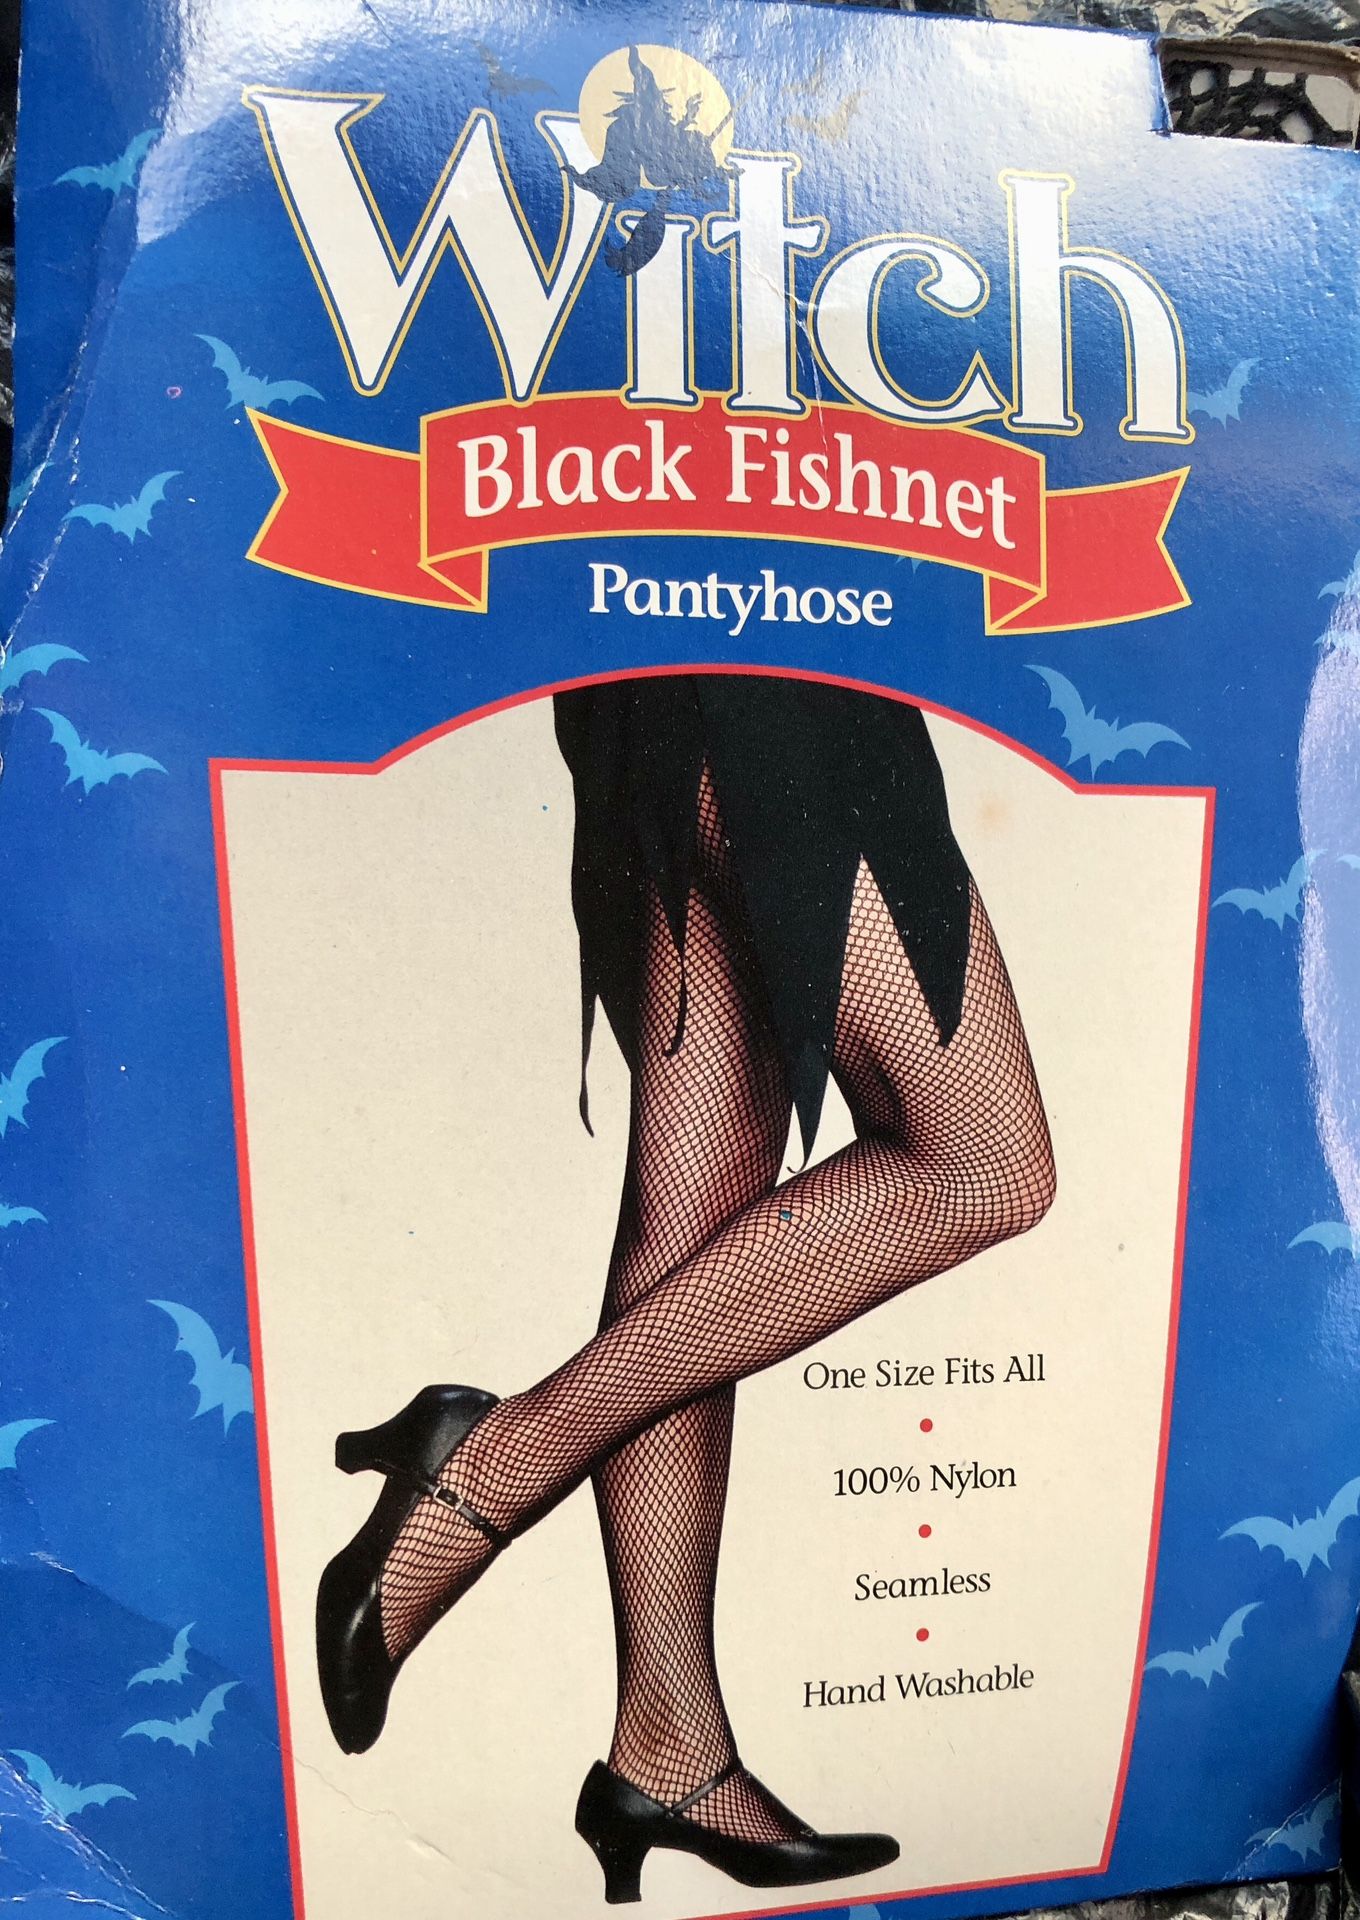 Witch
Black Fishnet
Pantyhose
One Size Fits All
100% Nylon
Seamless
Hand Washable